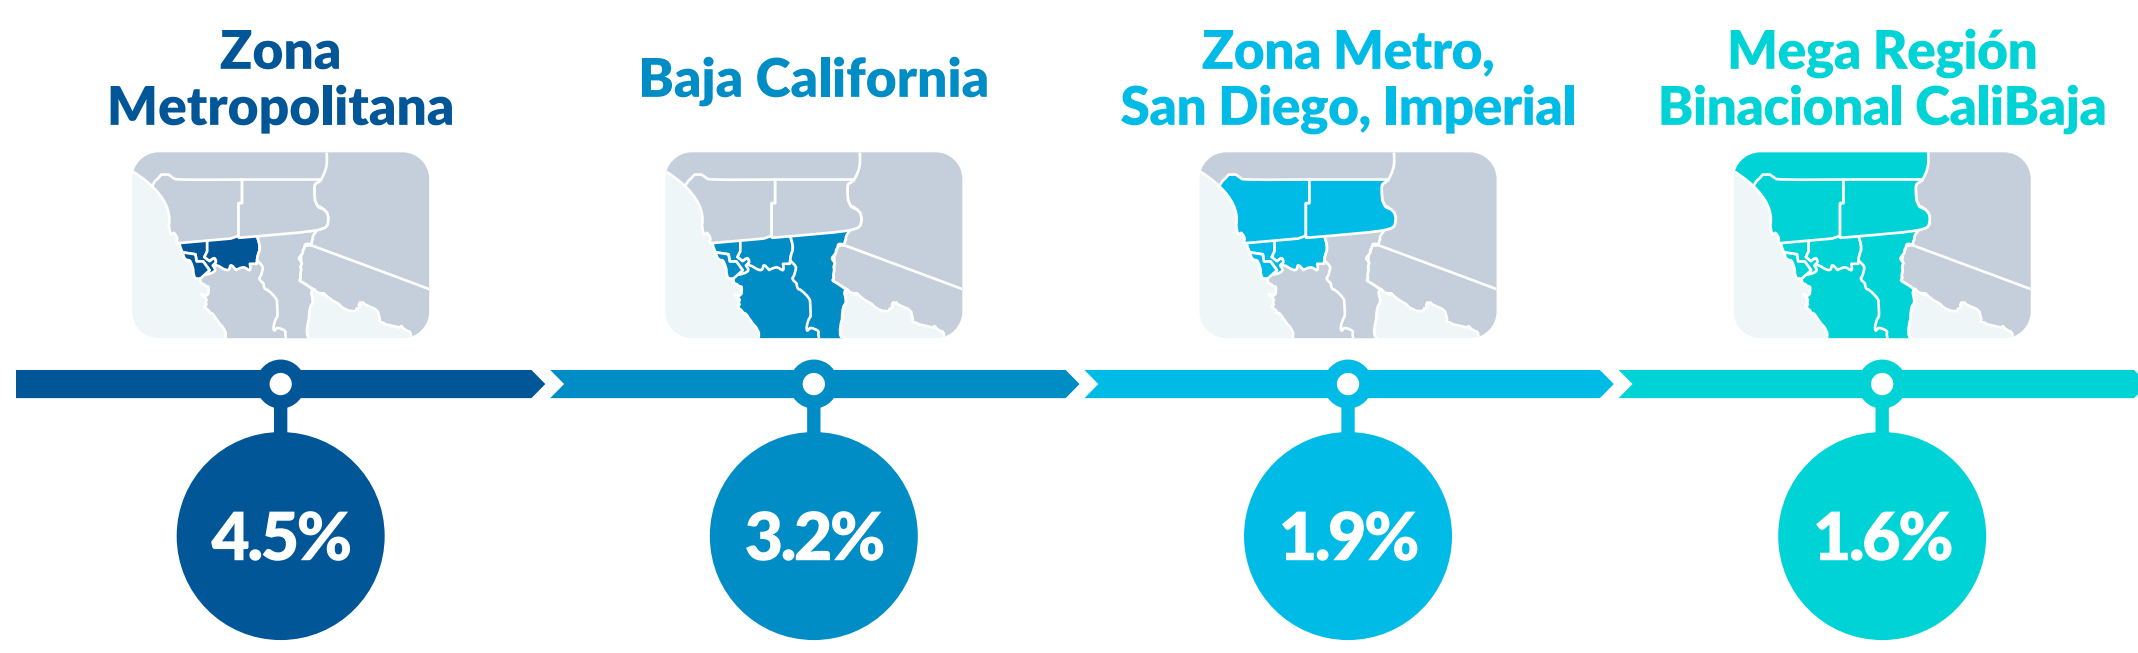 Zona
Metropolitana
Baja California
Zona Metro,
San Diego, Imperial
Mega Región
Binacional CaliBaja
4.5%
3.2%
1.9%
1.6%